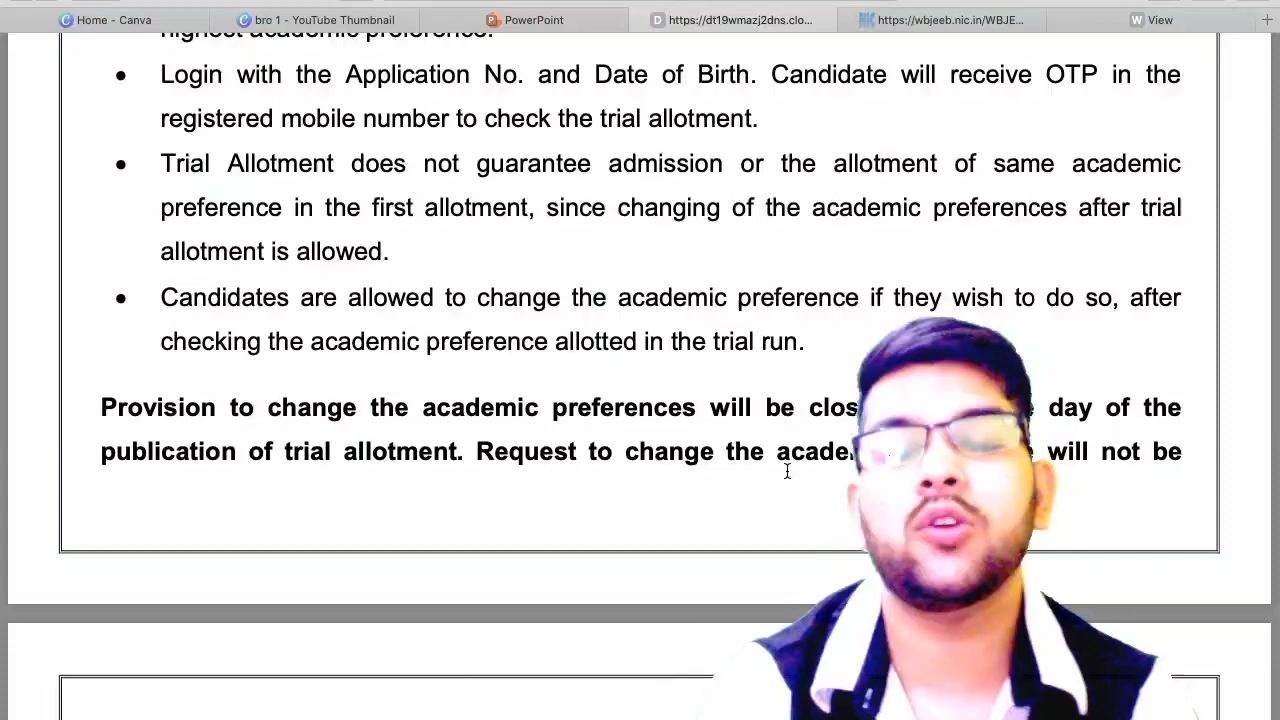 Home - Canva
bro 1 - YouTube Thumbnail
PowerPoint
https://dt19wmazj2dns.clo...
https://wbjeeb.nic.in/WBJE...
View
highest academic preference.
• Login with the Application No. and Date of Birth. Candidate will receive OTP in the
registered mobile number to check the trial allotment.
• Trial Allotment does not guarantee admission or the allotment of same academic
preference in the first allotment, since changing of the academic preferences after trial
allotment is allowed.
• Candidates are allowed to change the academic preference if they wish to do so, after
checking the academic preference allotted in the trial run.
Provision to change the academic preferences will be day of the
publication of trial allotment. Request to change the will not be